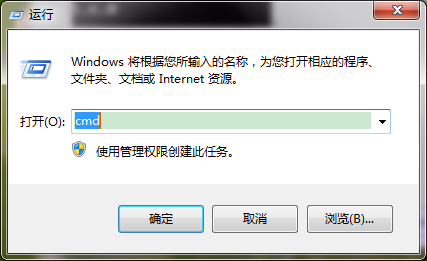 运行
Windows 将根据您所输入的名称，为您打开相应的程序、
文件夹、文档或 Internet 资源。
打开(O): cmd
使用管理权限创建此任务。
确定 取消 浏览(B)...